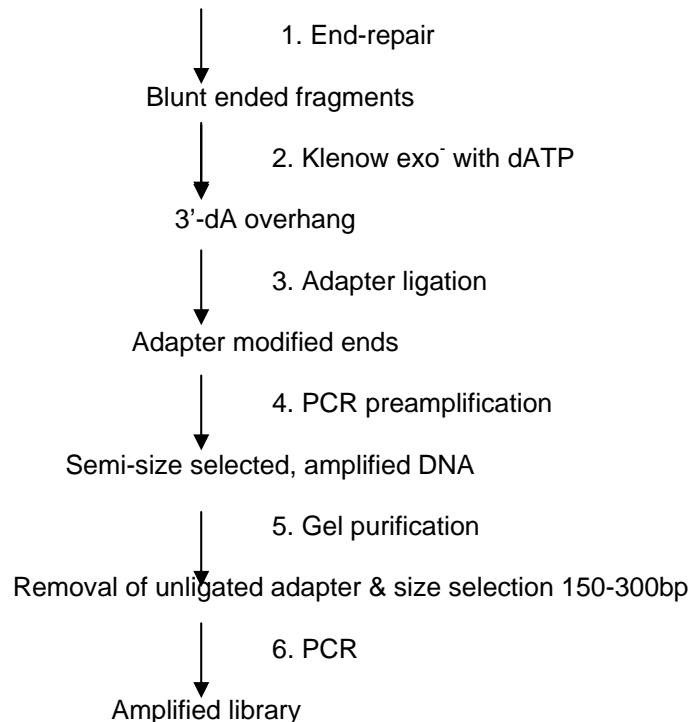 1. End-repair
Blunt ended fragments
2. Klenow exo- with dATP
3'-dA overhang
3. Adapter ligation
Adapter modified ends
4. PCR preamplification
Semi-size selected, amplified DNA
5. Gel purification
Removal of unligated adapter & size selection 150-300bp
6. PCR
Amplified library